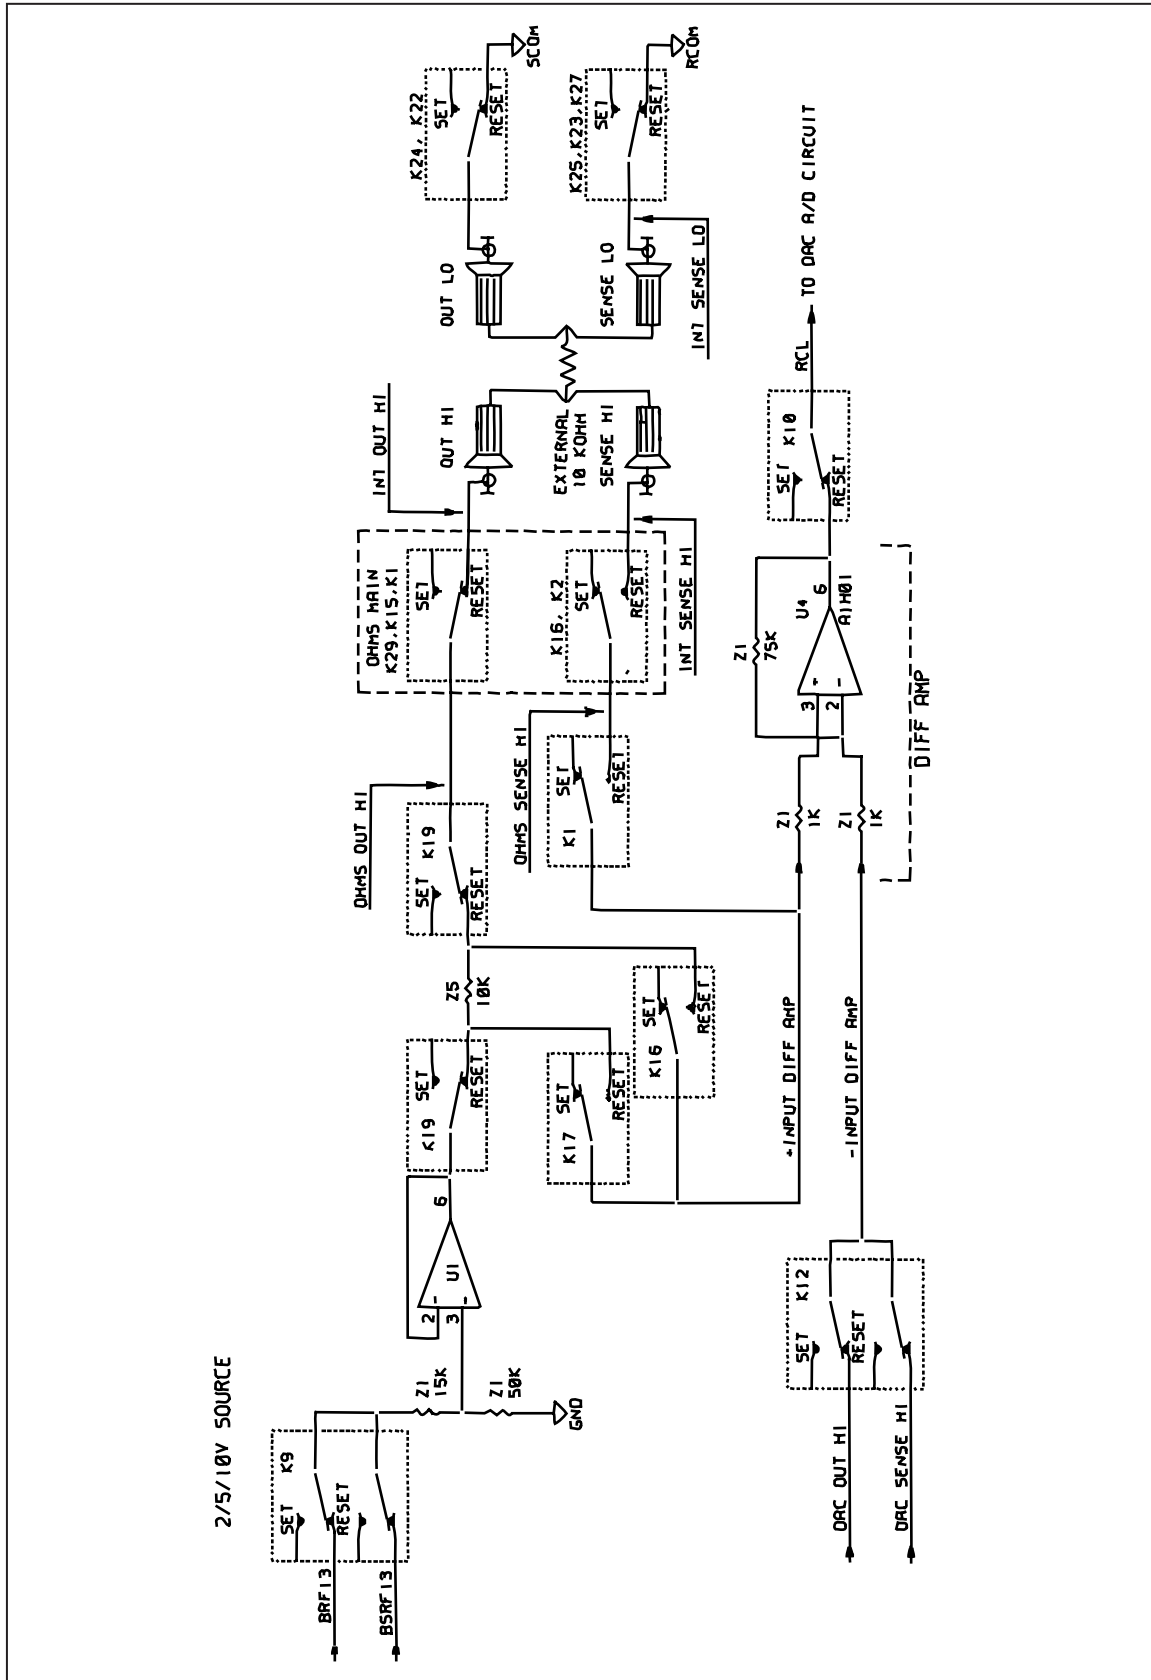 2/5/10V SOURCE
BRF13
BSRF13
SET
K9
RESET
Z1
15K
Z1
50K
GND
2
3
U1
6
K19
SET
RESET
Z5
10K
SET
K19
RESET
OHMS OUT HI
K17
SET
RESET
K16
SET
RESET
OHMS SENSE HI
K1
SET
RESET
OHMS MAIN
K29,K15,K1
SET
RESET
K16, K2
SET
RESET
INT OUT HI
INT SENSE HI
OUT HI
EXTERNAL
10 KOHM
SENSE HI
OUT LO
SENSE LO
INT SENSE LO
K24, K22
SET
RESET
SCOM
K25,K23,K27
SET
RESET
RCOM
DAC OUT HI
DAC SENSE HI
SET
K12
RESET
+INPUT DIFF AMP
-INPUT DIFF AMP
Z1
1K
Z1
1K
DIFF AMP
Z1
75K
3
2
+
-
U4
6
A1H01
SET
K10
RESET
RCL
TO DAC A/D CIRCUIT